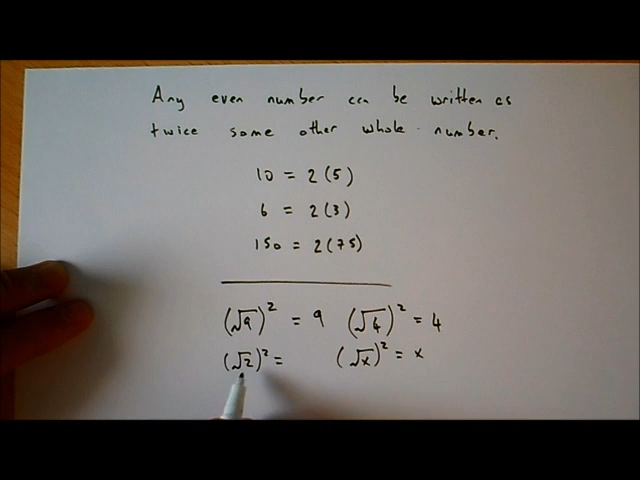 Any even number can be written as
twice some other whole number.
10 = 2(5)
6 = 2(3)
150 = 2(75)
(√9)² = 9 (√4)² = 4
(√2)² = (√x)² = x